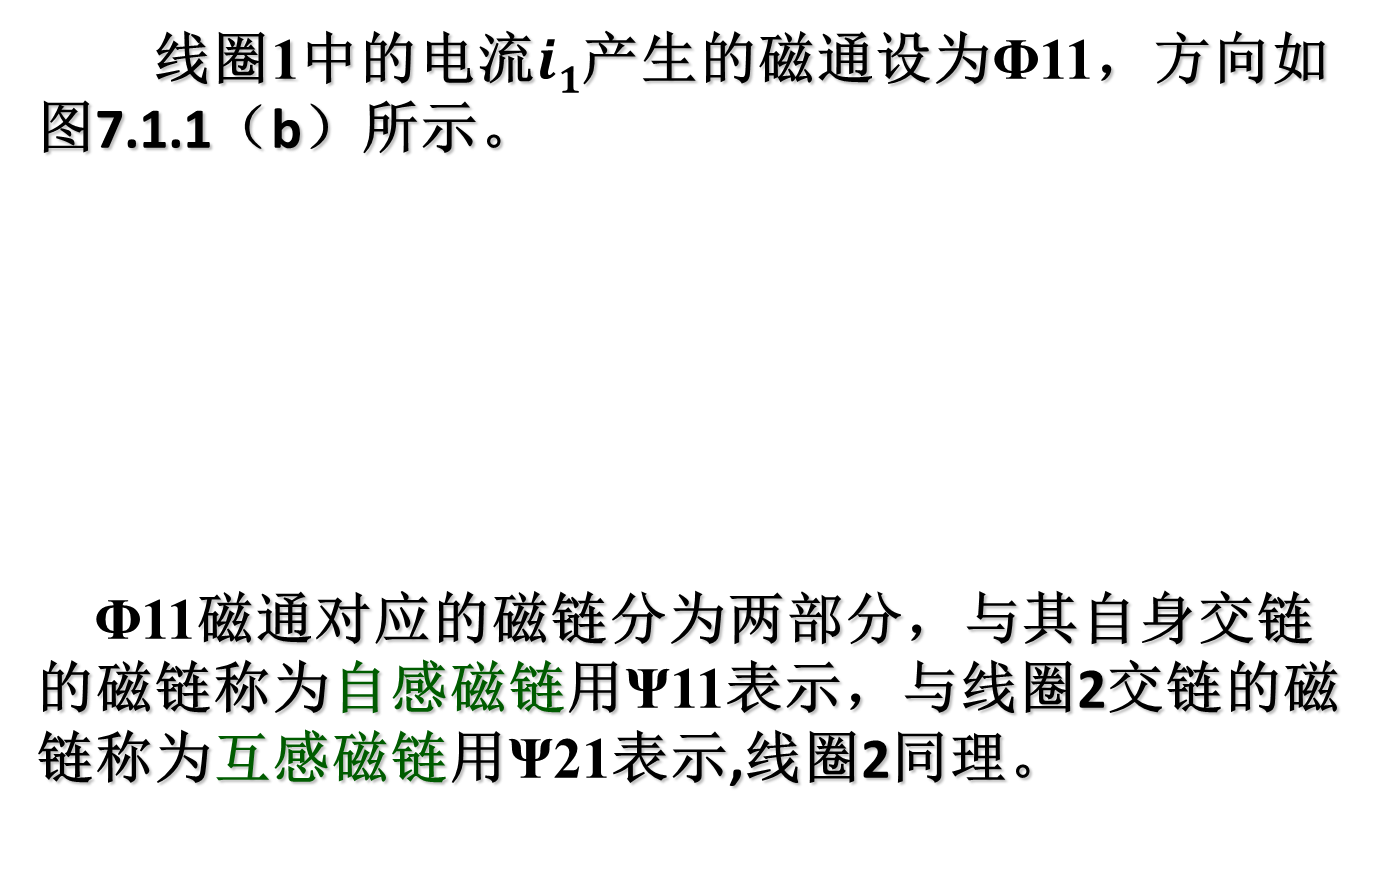 线圈1中的电流i₁产生的磁通设为Φ11，方向如
图7.1.1（b）所示。
Φ11磁通对应的磁链分为两部分，与其自身交链
的磁链称为自感磁链用Ψ11表示，与线圈2交链的磁
链称为互感磁链用Ψ21表示,线圈2同理。